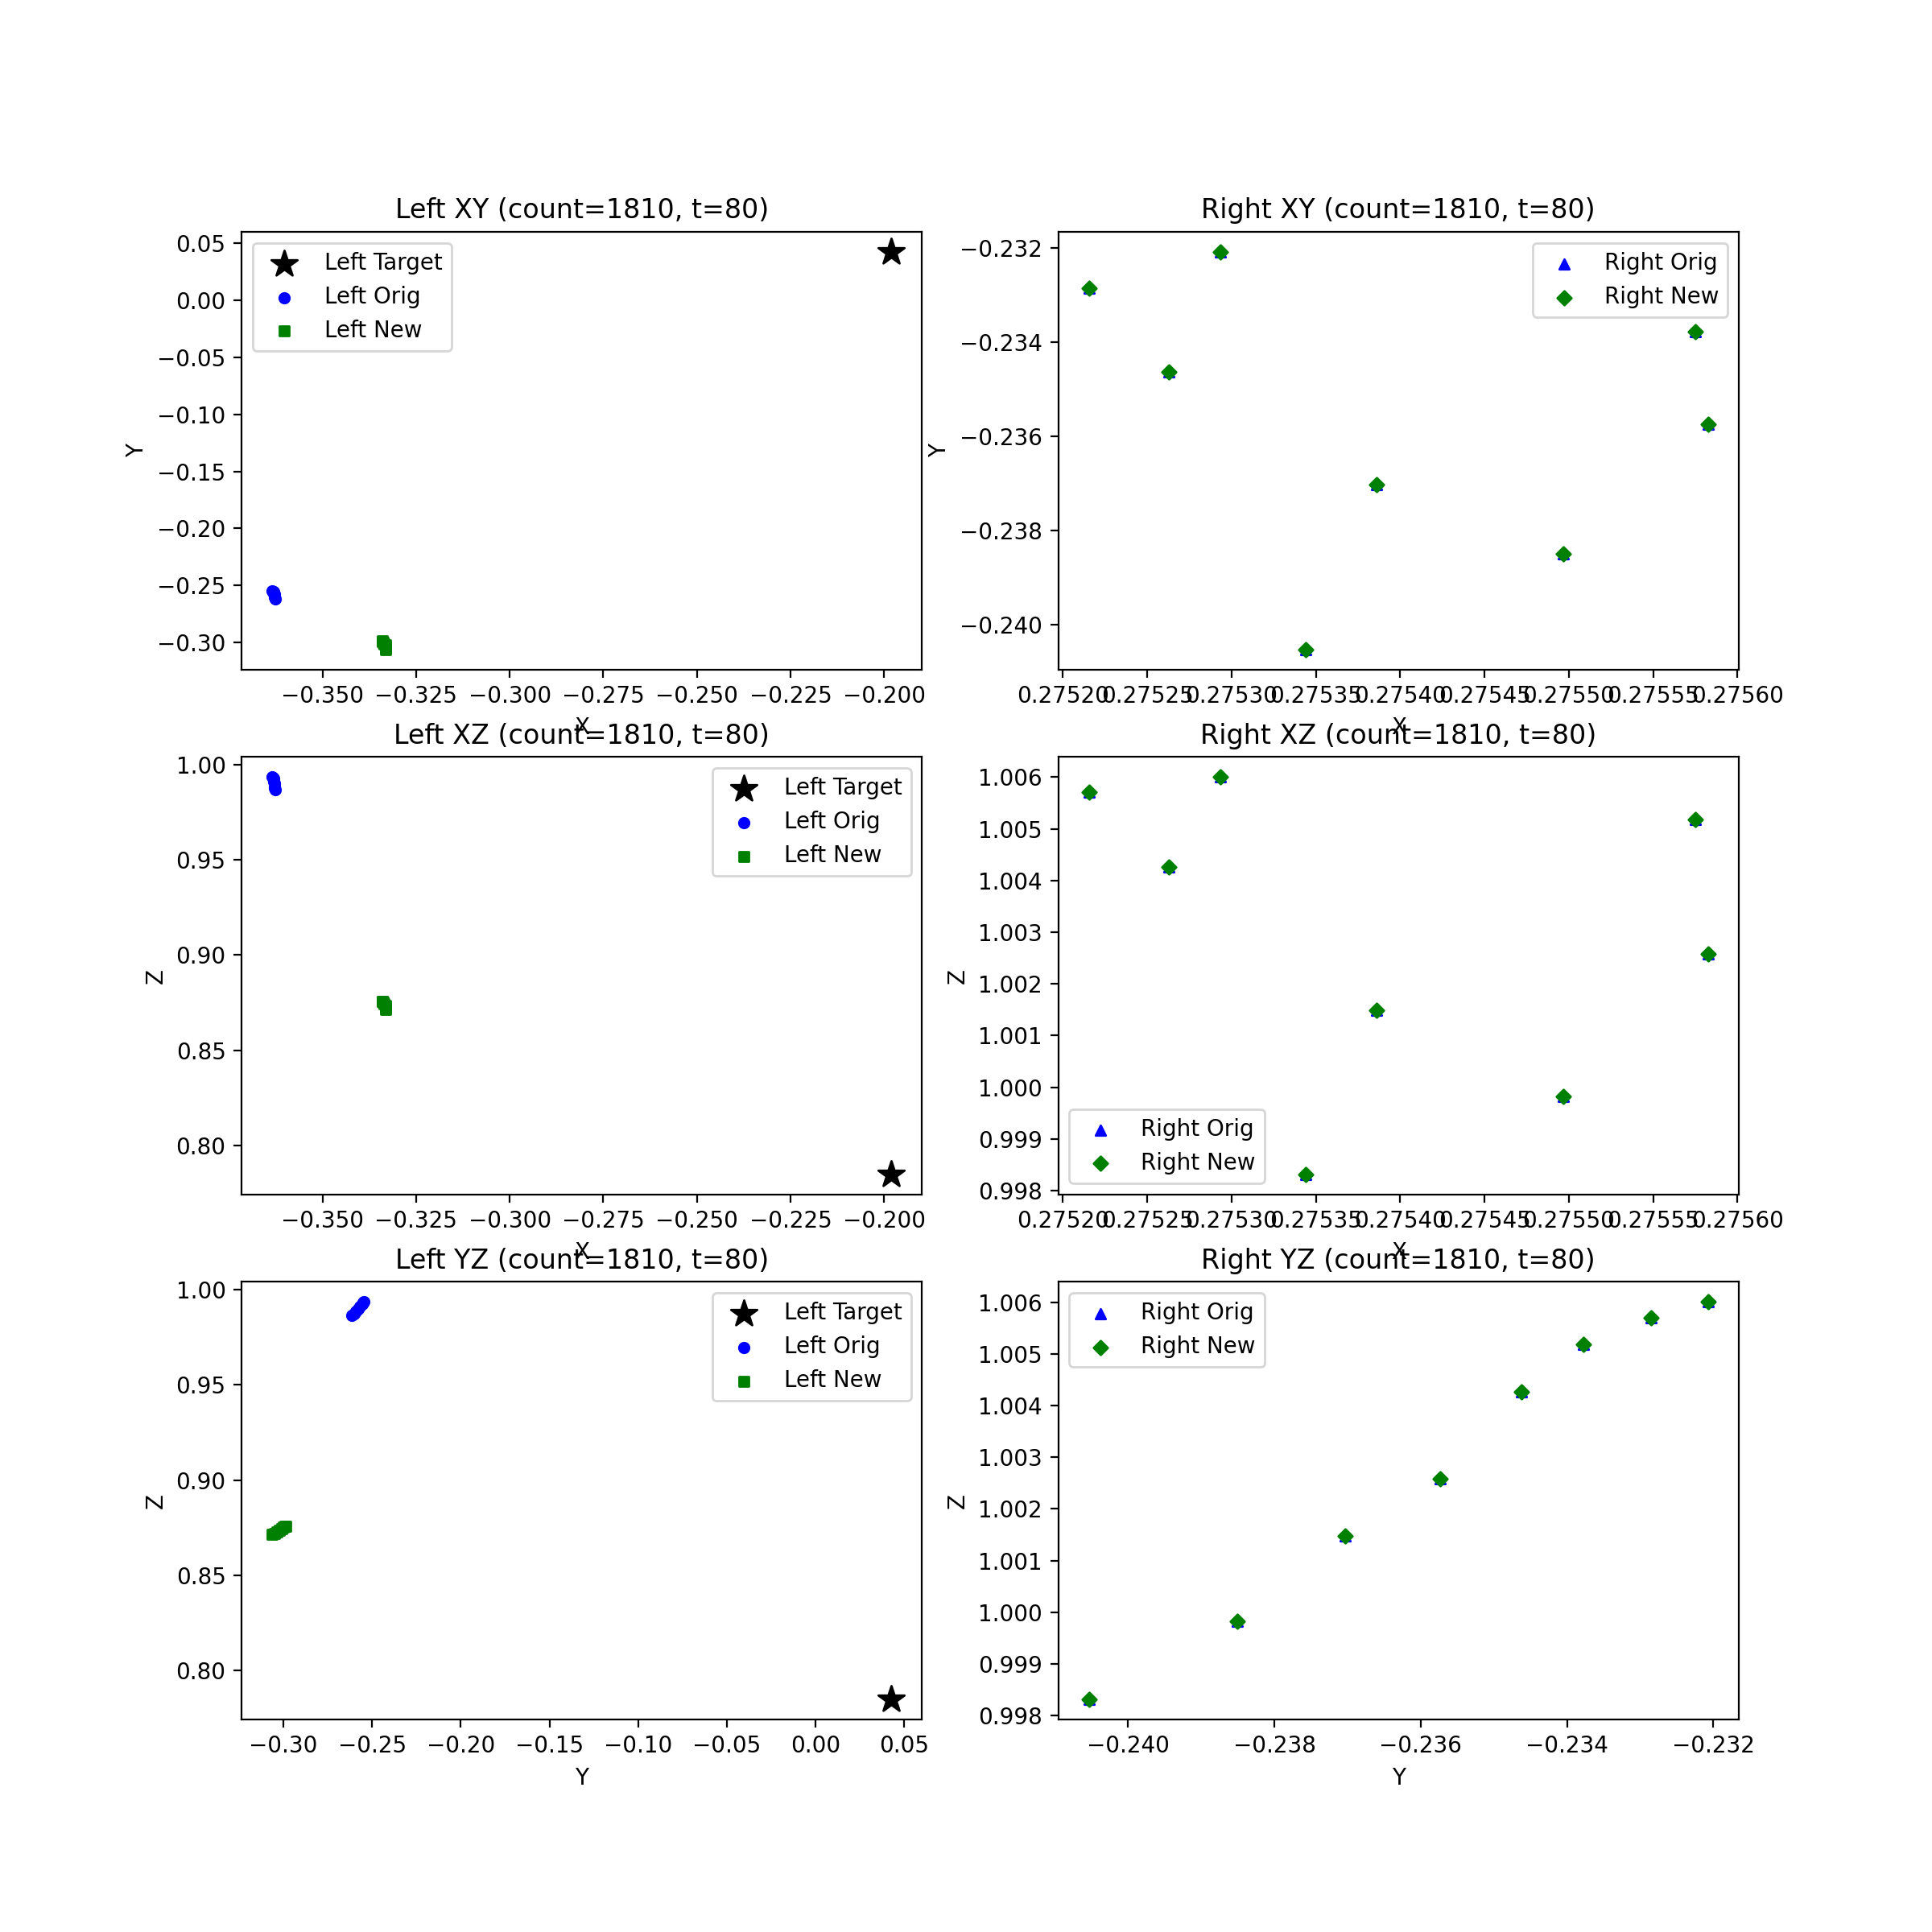 Left XY (count=1810, t=80)
0.05
0.00
−0.05
−0.10
−0.15
−0.20
−0.25
−0.30
Y
Left Target
Left Orig
Left New
−0.350 −0.325 −0.300 −0.275 −0.250 −0.225 −0.200
X
Right XY (count=1810, t=80)
−0.232
−0.234
−0.236
−0.238
−0.240
Y
Right Orig
Right New
0.27520 0.27525 0.27530 0.27535 0.27540 0.27545 0.27550 0.27555 0.27560
X
Left XZ (count=1810, t=80)
1.00
0.95
0.90
0.85
0.80
Z
Left Target
Left Orig
Left New
−0.350 −0.325 −0.300 −0.275 −0.250 −0.225 −0.200
X
Right XZ (count=1810, t=80)
1.006
1.005
1.004
1.003
1.002
1.001
1.000
0.999
0.998
Z
Right Orig
Right New
0.27520 0.27525 0.27530 0.27535 0.27540 0.27545 0.27550 0.27555 0.27560
X
Left YZ (count=1810, t=80)
1.00
0.95
0.90
0.85
0.80
Z
Left Target
Left Orig
Left New
−0.30 −0.25 −0.20 −0.15 −0.10 −0.05 0.00 0.05
Y
Right YZ (count=1810, t=80)
1.006
1.005
1.004
1.003
1.002
1.001
1.000
0.999
0.998
Z
Right Orig
Right New
−0.240 −0.238 −0.236 −0.234 −0.232
Y